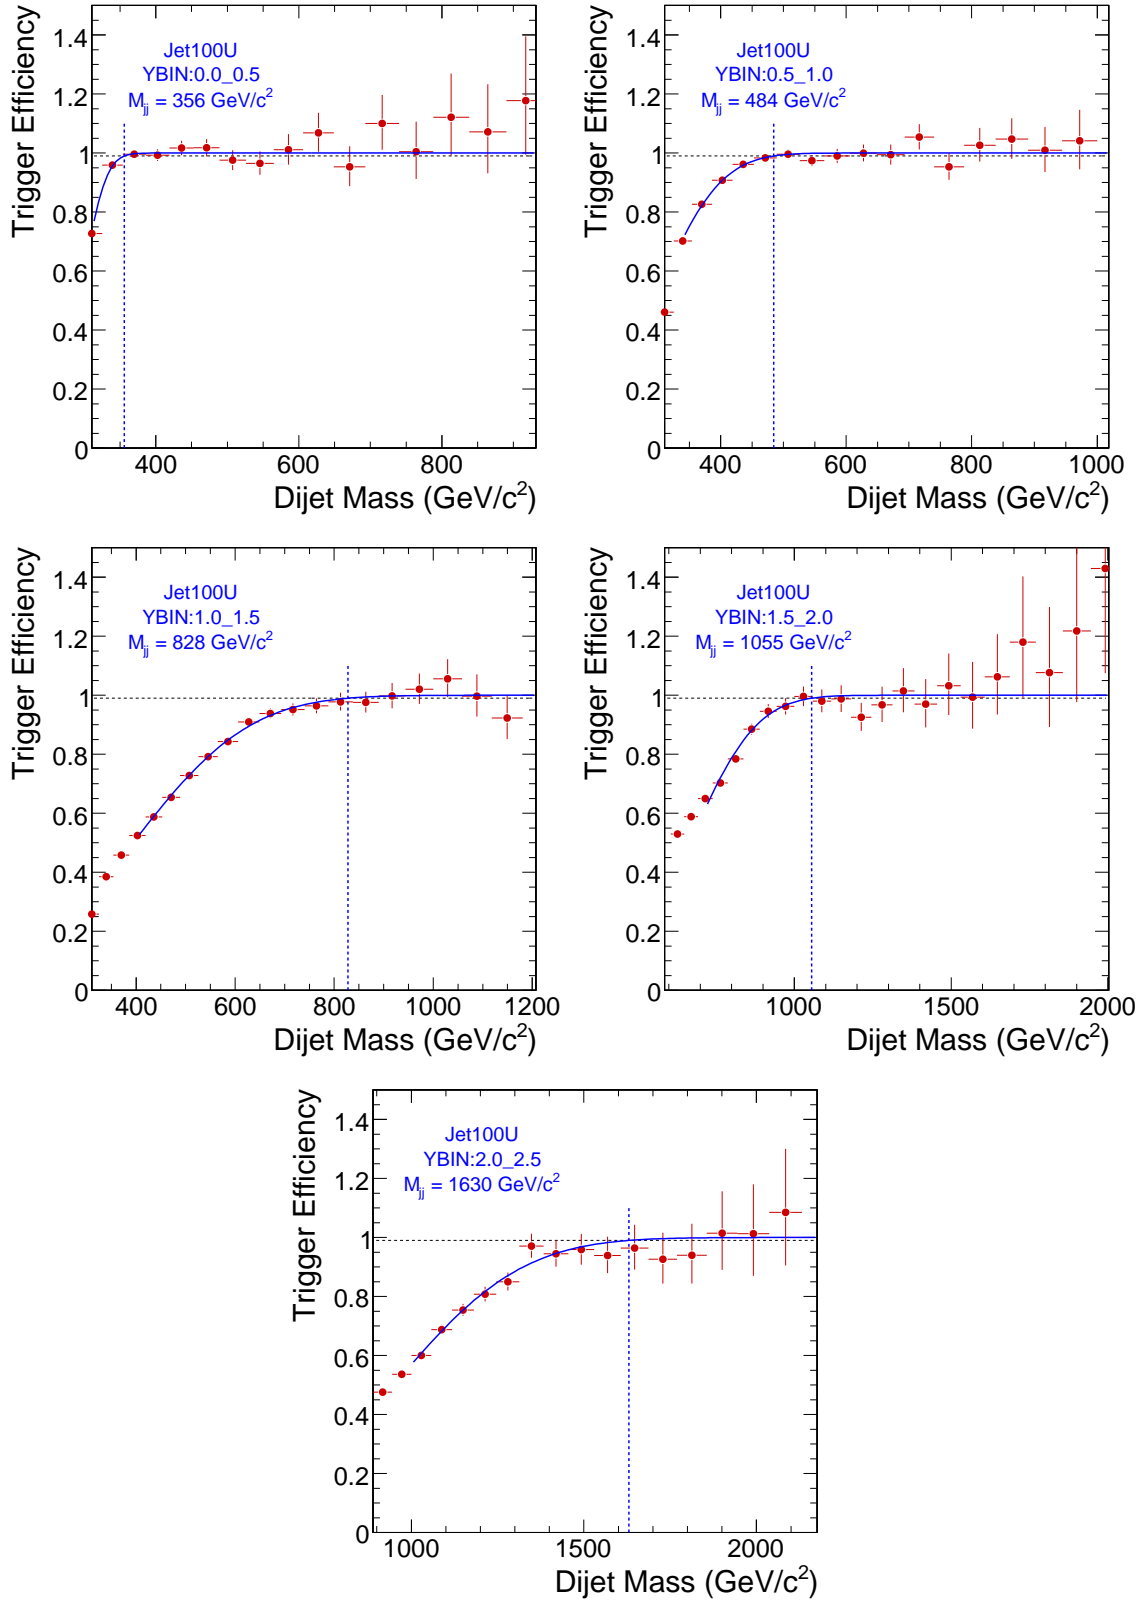 Trigger Efficiency
Jet100U
YBIN:0.0_0.5
M_jj = 356 GeV/c²
1.4
1.2
1
0.8
0.6
0.4
0.2
0
400 600 800
Dijet Mass (GeV/c²)
Trigger Efficiency
Jet100U
YBIN:0.5_1.0
M_jj = 484 GeV/c²
1.4
1.2
1
0.8
0.6
0.4
0.2
0
400 600 800 1000
Dijet Mass (GeV/c²)
Trigger Efficiency
Jet100U
YBIN:1.0_1.5
M_jj = 828 GeV/c²
1.4
1.2
1
0.8
0.6
0.4
0.2
0
400 600 800 1000 1200
Dijet Mass (GeV/c²)
Trigger Efficiency
Jet100U
YBIN:1.5_2.0
M_jj = 1055 GeV/c²
1.4
1.2
1
0.8
0.6
0.4
0.2
0
1000 1500 2000
Dijet Mass (GeV/c²)
Trigger Efficiency
Jet100U
YBIN:2.0_2.5
M_jj = 1630 GeV/c²
1.4
1.2
1
0.8
0.6
0.4
0.2
0
1000 1500 2000
Dijet Mass (GeV/c²)